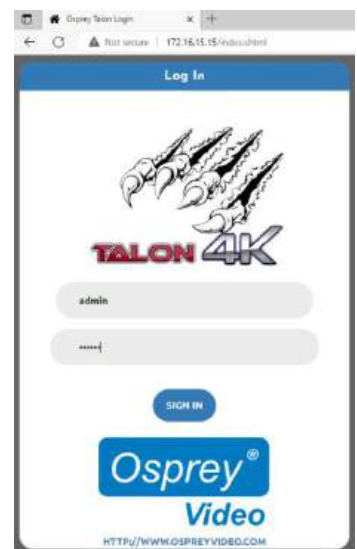 Osprey Talon Login
Not secure | 172.16.15.15/index.shtml
Log In
TALON 4K
admin
••••••
SIGN IN
Osprey®
Video
HTTP://WWW.OSPREYVIDEO.COM